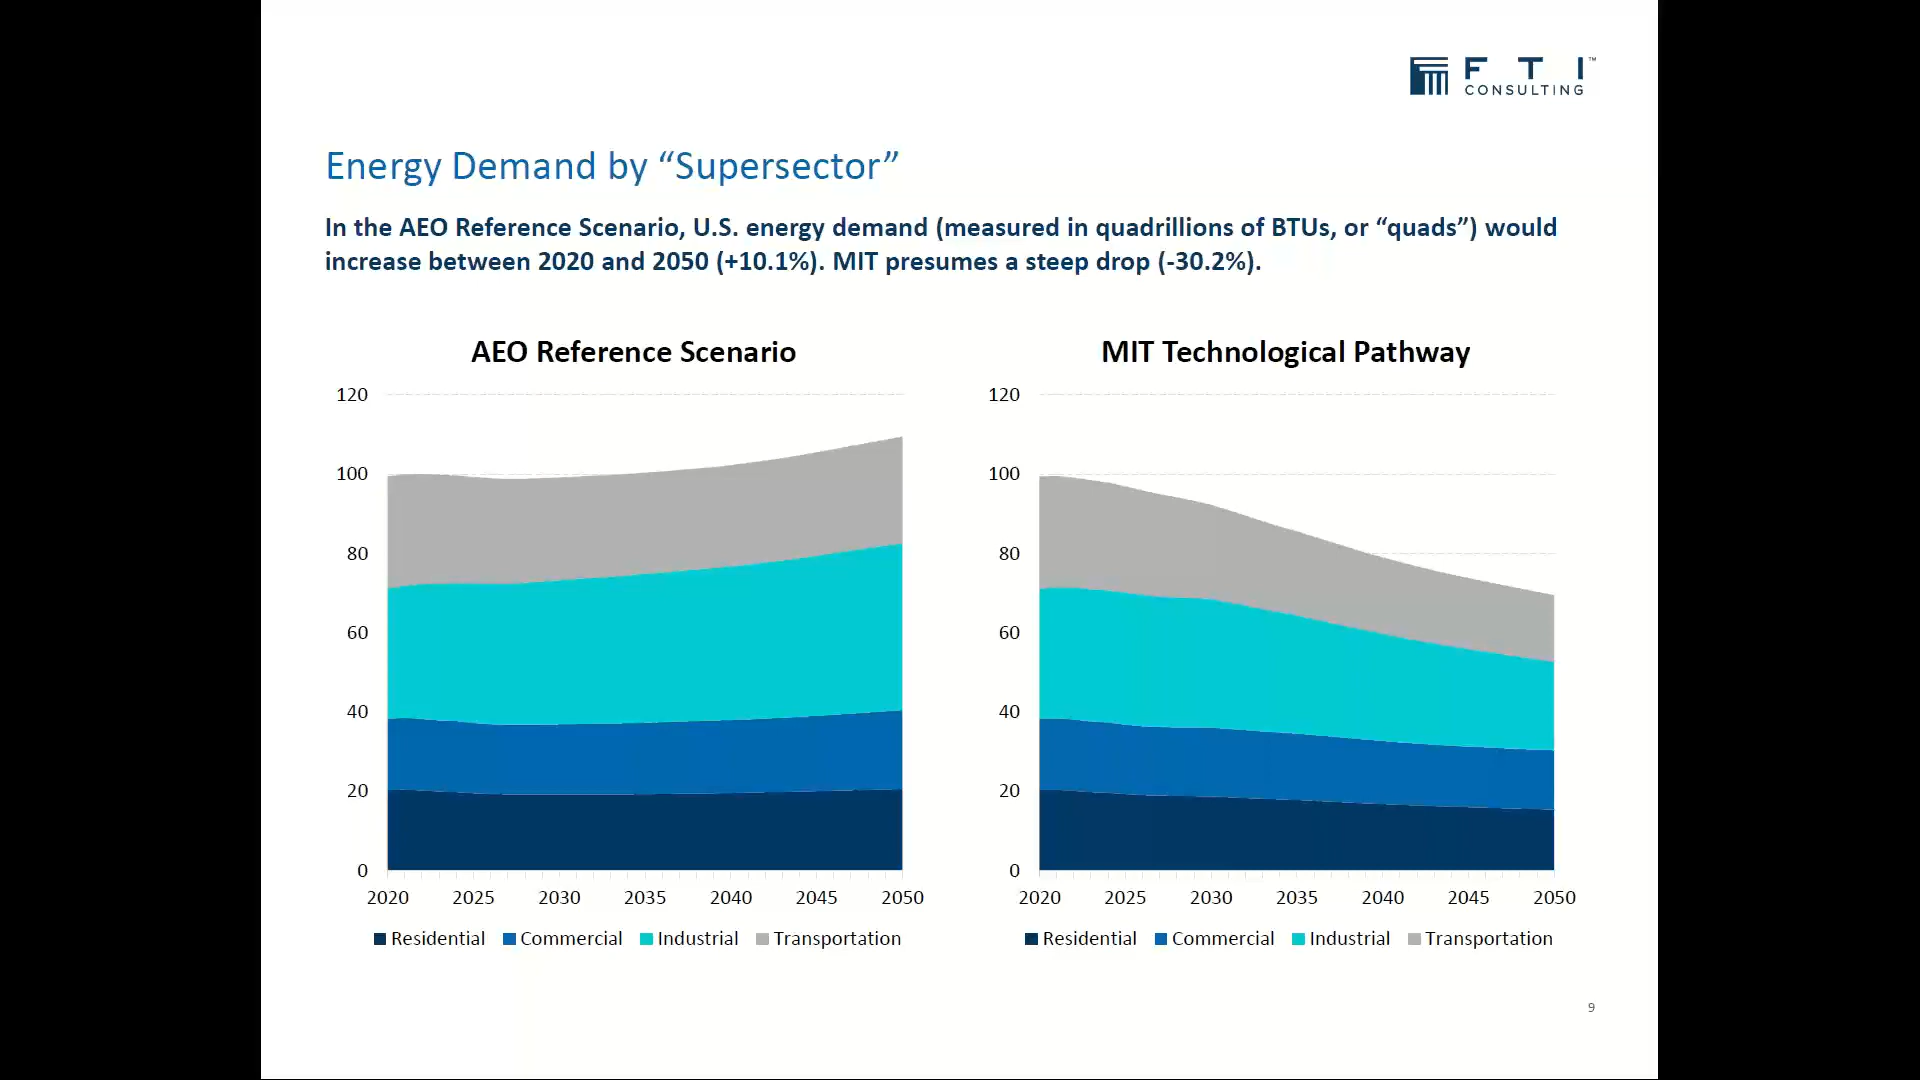 F T I ™
CONSULTING
Energy Demand by “Supersector”
In the AEO Reference Scenario, U.S. energy demand (measured in quadrillions of BTUs, or “quads”) would
increase between 2020 and 2050 (+10.1%). MIT presumes a steep drop (-30.2%).
AEO Reference Scenario
120
100
80
60
40
20
0
2020 2025 2030 2035 2040 2045 2050
Residential Commercial Industrial Transportation
MIT Technological Pathway
120
100
80
60
40
20
0
2020 2025 2030 2035 2040 2045 2050
Residential Commercial Industrial Transportation
9